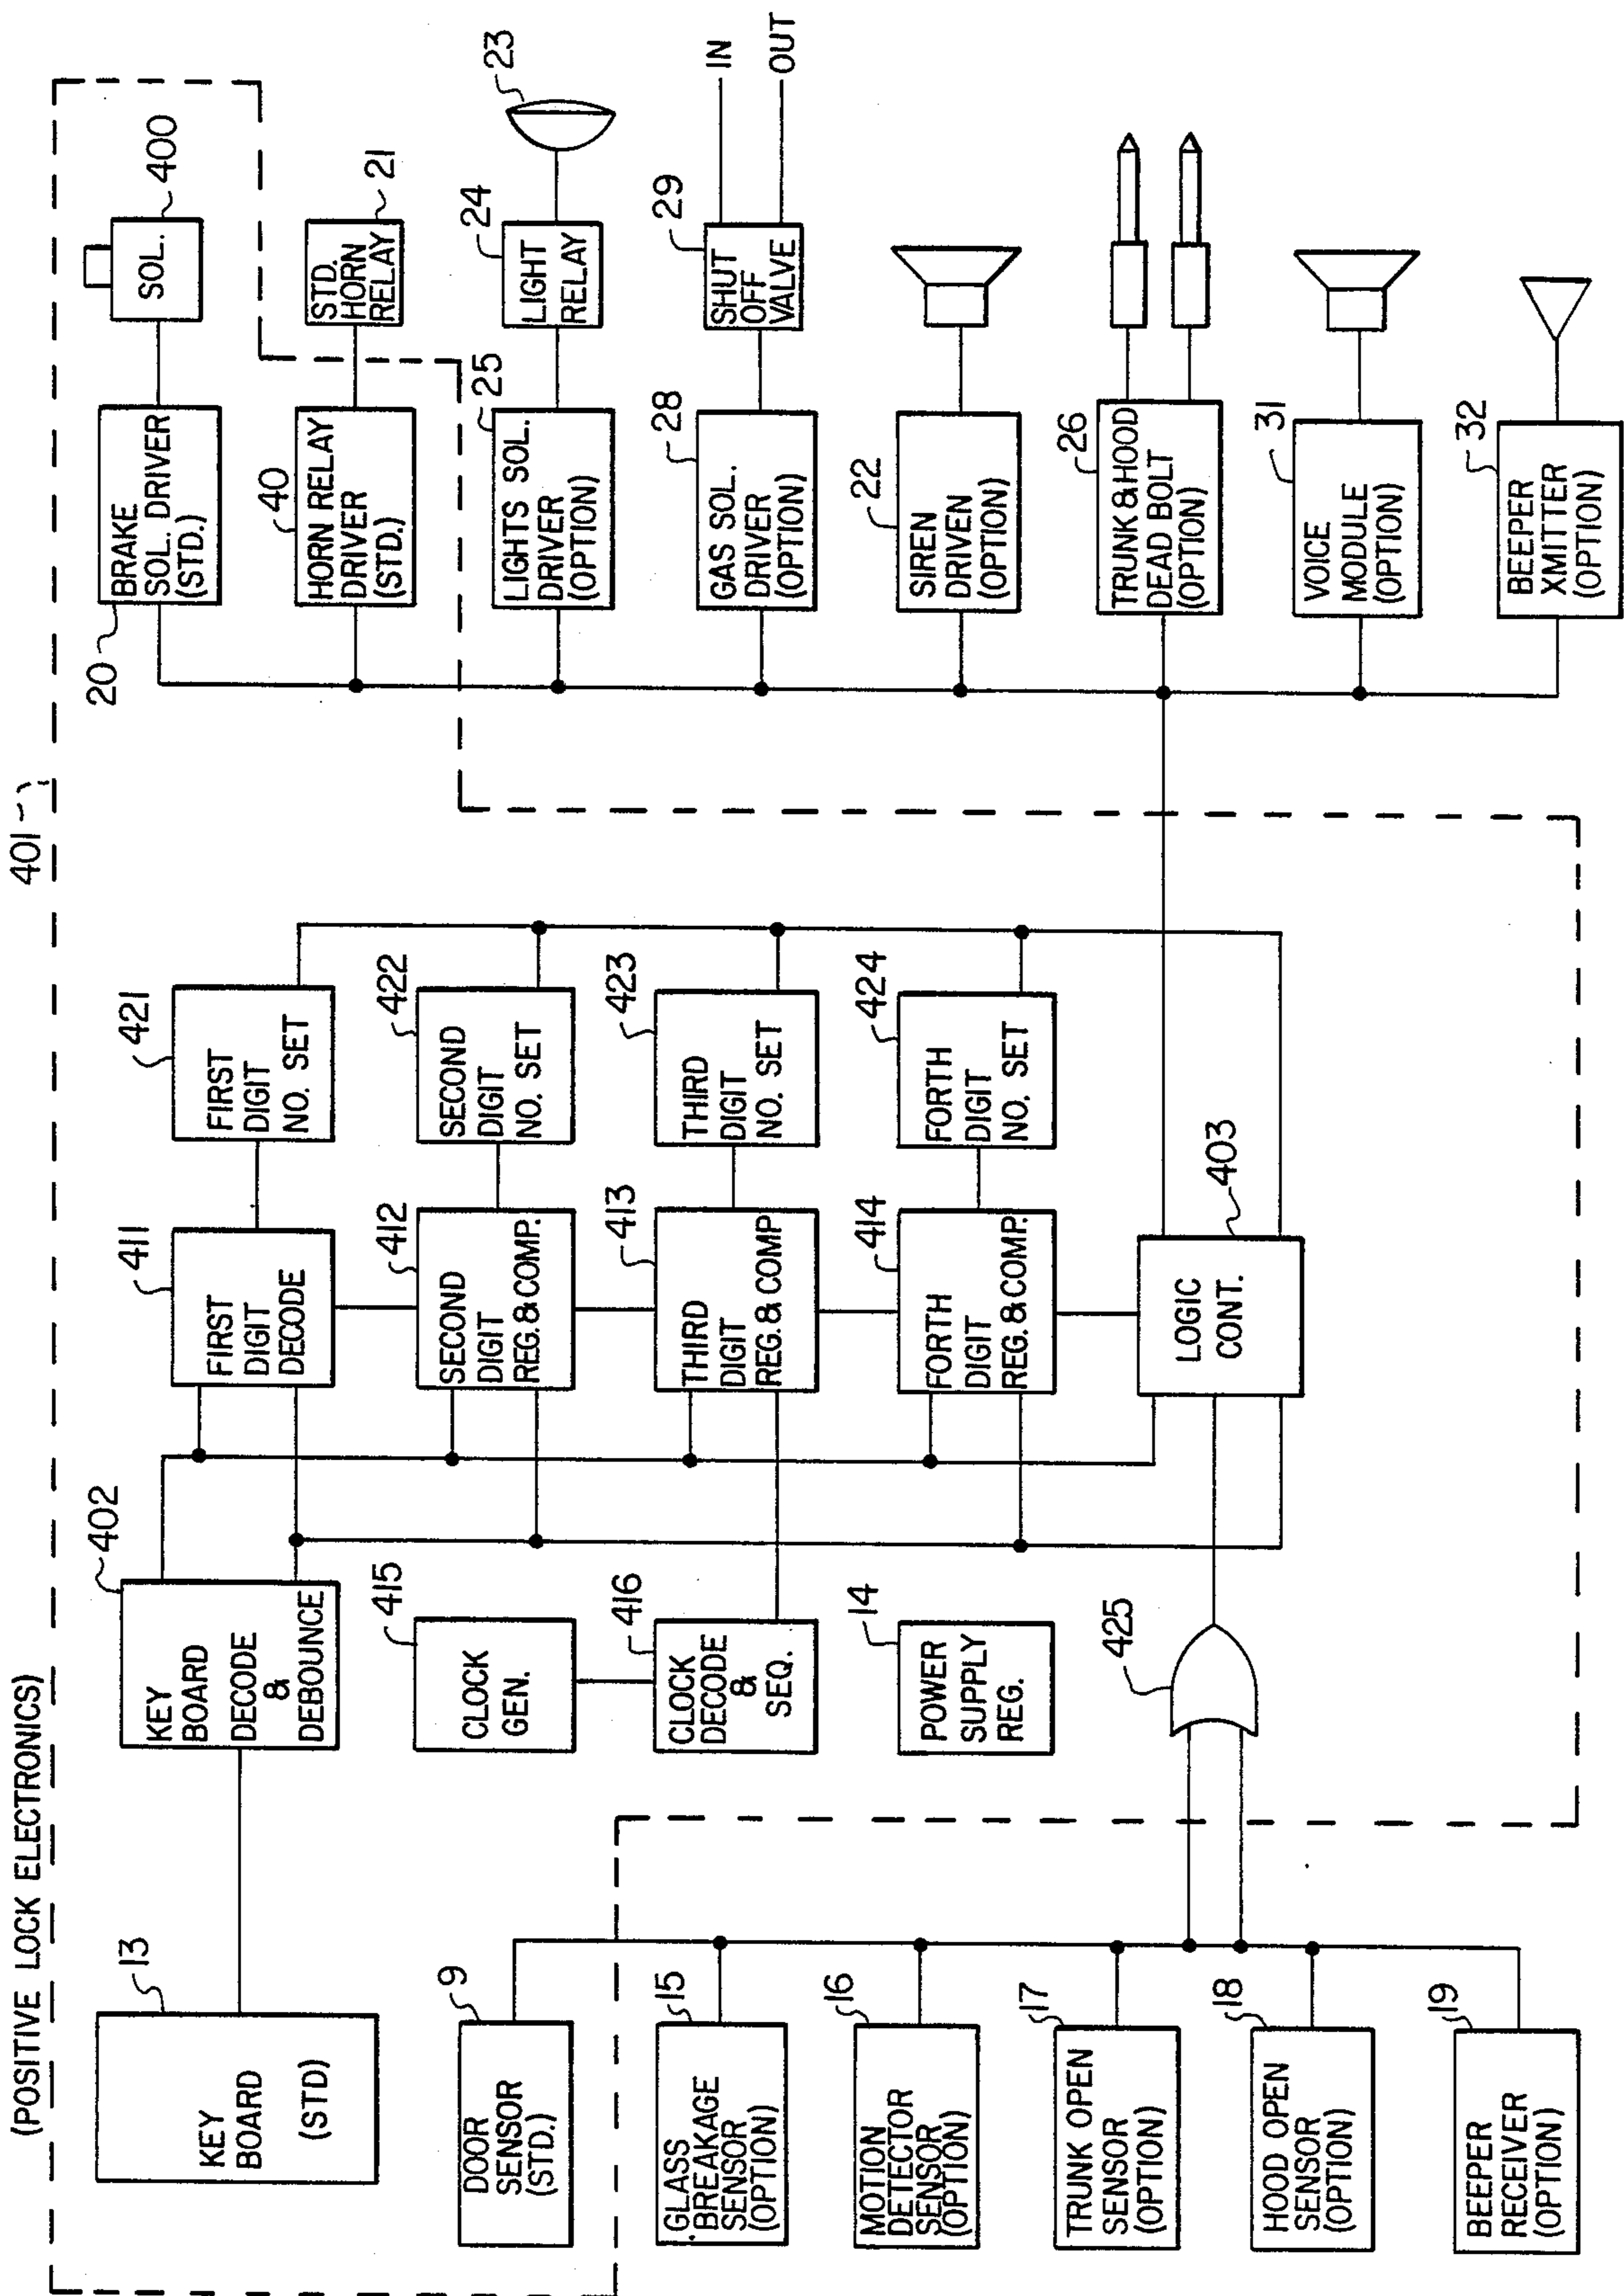 (POSITIVE LOCK ELECTRONICS)
401
13
KEY
BOARD
(STD)
402
KEY
BOARD
DECODE
&
DEBOUNCE
411
FIRST
DIGIT
DECODE
421
FIRST
DIGIT
NO. SET
20
BRAKE
SOL. DRIVER
(STD.)
SOL.
400
40
HORN RELAY
DRIVER
(STD.)
STD.
HORN
RELAY
21
9
DOOR
SENSOR
(STD.)
415
CLOCK
GEN.
412
SECOND
DIGIT
REG. & COMP.
422
SECOND
DIGIT
NO. SET
25
LIGHTS SOL.
DRIVER
(OPTION)
24
LIGHT
RELAY
23
15
GLASS
BREAKAGE
SENSOR
(OPTION)
416
CLOCK
DECODE
&
SEQ.
413
THIRD
DIGIT
REG. & COMP
423
THIRD
DIGIT
NO. SET
28
GAS SOL.
DRIVER
(OPTION)
29
SHUT
OFF
VALVE
IN
OUT
16
MOTION
DETECTOR
SENSOR
(OPTION)
14
POWER
SUPPLY
REG.
414
FORTH
DIGIT
REG. & COMP.
424
FORTH
DIGIT
NO. SET
22
SIREN
DRIVEN
(OPTION)
17
TRUNK OPEN
SENSOR
(OPTION)
425
LOGIC
CONT.
403
26
TRUNK & HOOD
DEAD BOLT
(OPTION)
18
HOOD OPEN
SENSOR
(OPTION)
31
VOICE
MODULE
(OPTION)
19
BEEPER
RECEIVER
(OPTION)
32
BEEPER
XMITTER
(OPTION)